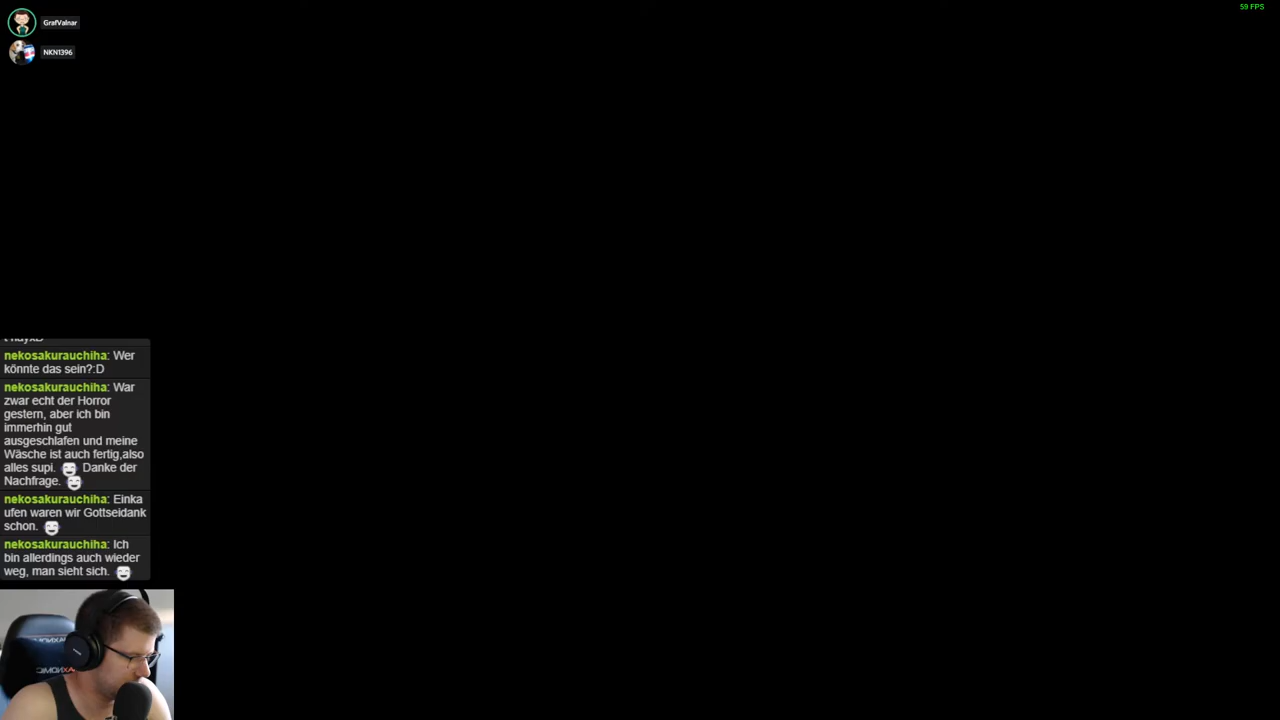 GrafValnar
59 FPS
NKN1396
nekosakurauchiha: Wer
könnte das sein?:D
nekosakurauchiha: War
zwar echt der Horror
gestern, aber ich bin
immerhin gut
ausgeschlafen und meine
Wäsche ist auch fertig,also
alles supi. Danke der
Nachfrage.
nekosakurauchiha: Einka
ufen waren wir Gottseidank
schon.
nekosakurauchiha: Ich
bin allerdings auch wieder
weg, man sieht sich.